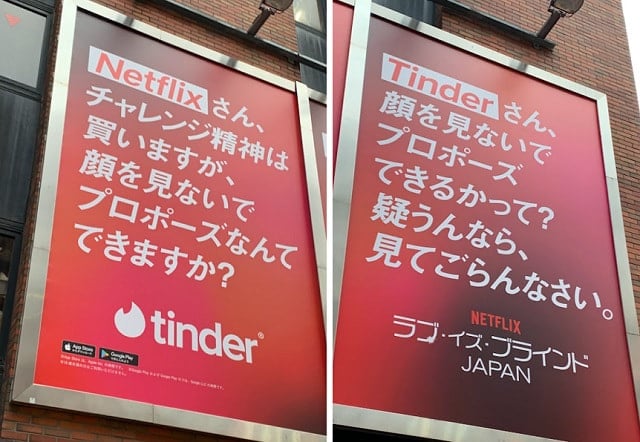 Netflixさん、
チャレンジ精神は
買いますが、
顔を見ないで
プロポーズなんて
できますか?
tinder®
App Store
Google Play
Tinderさん、
顔を見ないで
プロポーズ
できるかって?
疑うんなら、
見てごらんなさい。
NETFLIX
ラブ・イズ・ブラインド
JAPAN